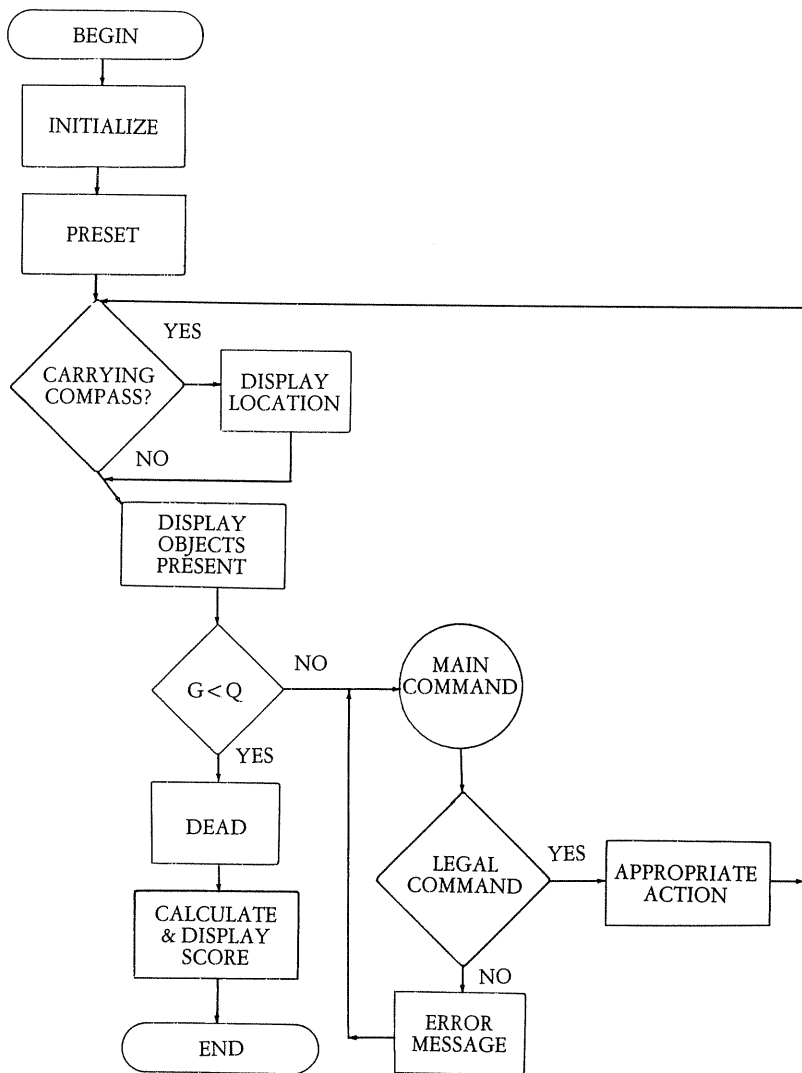 BEGIN
INITIALIZE
PRESET
YES
CARRYING
COMPASS?
DISPLAY
LOCATION
NO
DISPLAY
OBJECTS
PRESENT
G<Q
NO
MAIN
COMMAND
YES
DEAD
LEGAL
COMMAND
YES
APPROPRIATE
ACTION
CALCULATE
& DISPLAY
SCORE
NO
ERROR
MESSAGE
END